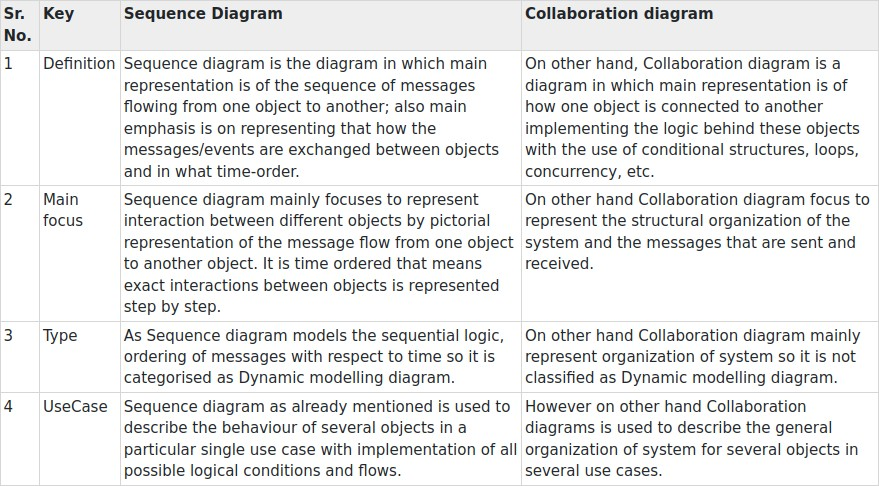 Sr. No.
Key
Sequence Diagram
Collaboration diagram
1
Definition
Sequence diagram is the diagram in which main
representation is of the sequence of messages
flowing from one object to another; also main
emphasis is on representing that how the
messages/events are exchanged between objects
and in what time-order.
On other hand, Collaboration diagram is a
diagram in which main representation is of
how one object is connected to another
implementing the logic behind these objects
with the use of conditional structures, loops,
concurrency, etc.
2
Main
focus
Sequence diagram mainly focuses to represent
interaction between different objects by pictorial
representation of the message flow from one object
to another object. It is time ordered that means
exact interactions between objects is represented
step by step.
On other hand Collaboration diagram focus to
represent the structural organization of the
system and the messages that are sent and
received.
3
Type
As Sequence diagram models the sequential logic,
ordering of messages with respect to time so it is
categorised as Dynamic modelling diagram.
On other hand Collaboration diagram mainly
represent organization of system so it is not
classified as Dynamic modelling diagram.
4
UseCase
Sequence diagram as already mentioned is used to
describe the behaviour of several objects in a
particular single use case with implementation of all
possible logical conditions and flows.
However on other hand Collaboration
diagrams is used to describe the general
organization of system for several objects in
several use cases.